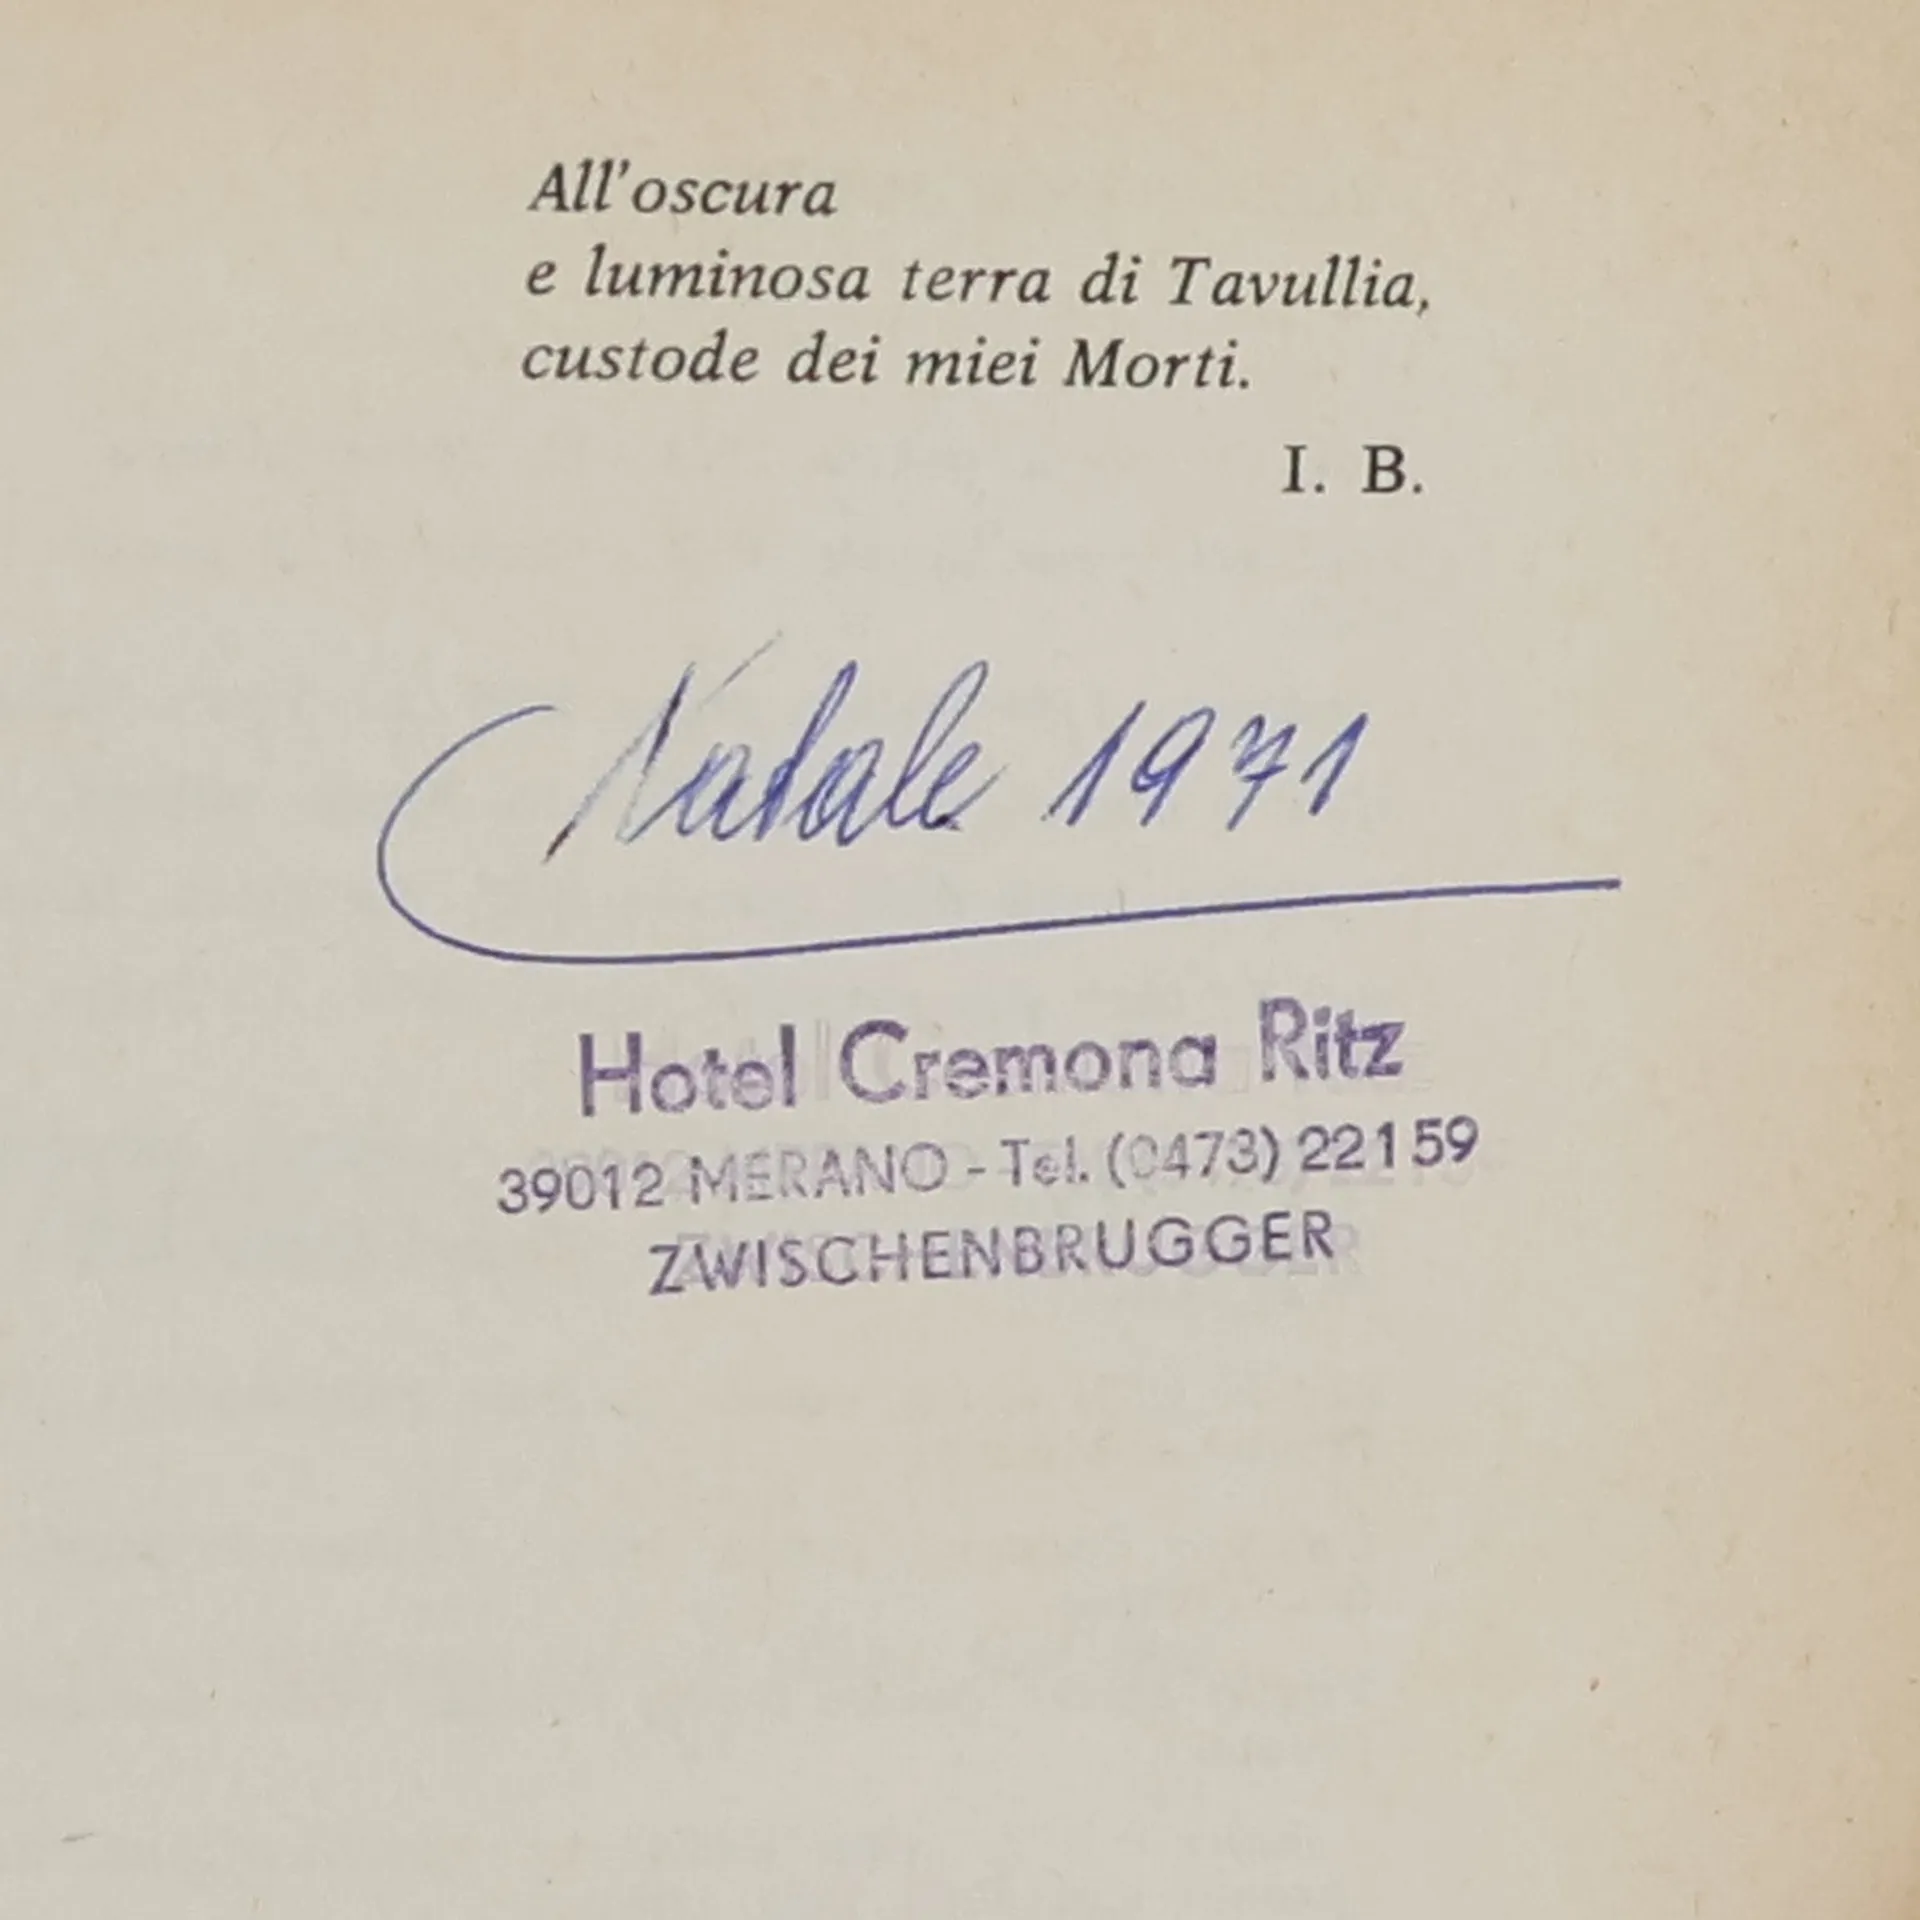 All'oscura
e luminosa terra di Tavullia,
custode dei miei Morti.
I. B.
Natale 1971
Hotel Cremona Ritz
39012 MERANO - Tel. (0473) 22159
ZWISCHENBRUGGER